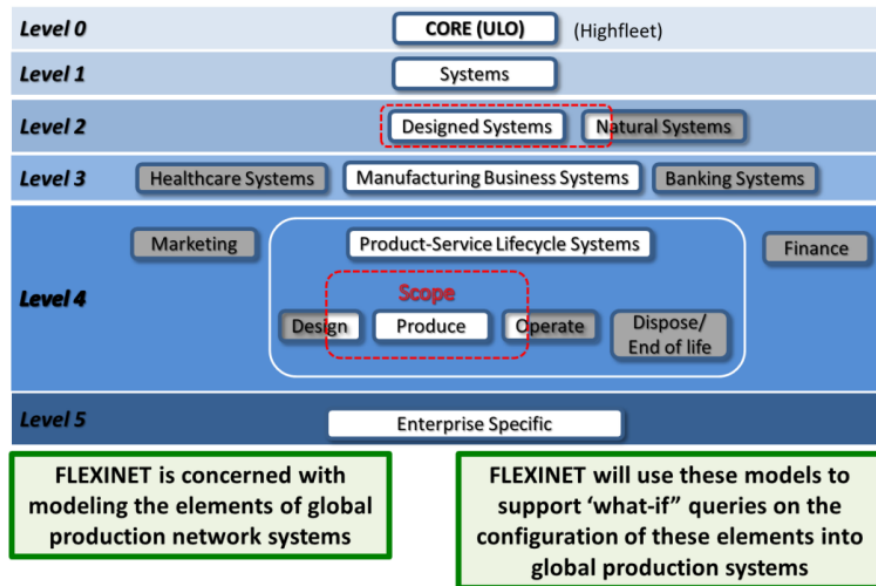 Level 0 CORE (ULO) (Highfleet)
Level 1 Systems
Level 2 Designed Systems Natural Systems
Level 3 Healthcare Systems Manufacturing Business Systems Banking Systems
Marketing Product-Service Lifecycle Systems Finance
Level 4 Scope
Design Produce Operate Dispose/
End of life
Level 5 Enterprise Specific
FLEXINET is concerned with
modeling the elements of global
production network systems
FLEXINET will use these models to
support ‘what-if” queries on the
configuration of these elements into
global production systems